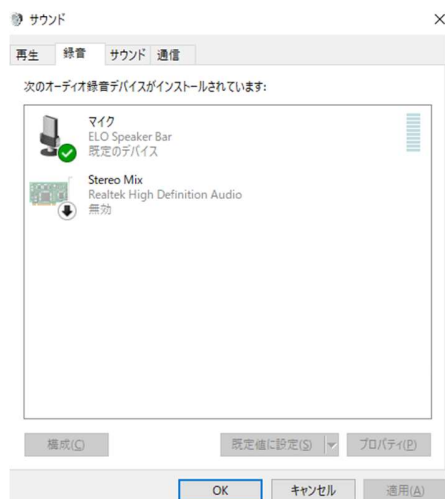 サウンド
再生 録音 サウンド 通信
次のオーディオ録音デバイスがインストールされています:
マイク
ELO Speaker Bar
既定のデバイス
Stereo Mix
Realtek High Definition Audio
無効
構成(C) 既定値に設定(S) プロパティ(P)
OK キャンセル 適用(A)